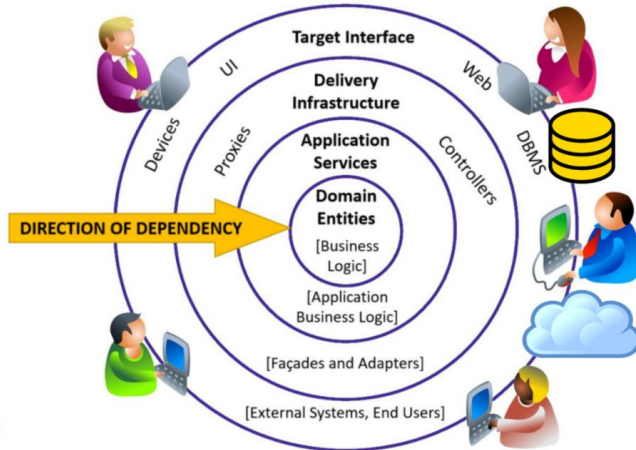 Target Interface
UI
Web
Delivery
Infrastructure
Devices
Proxies
Controllers
DBMS
Application
Services
Domain
Entities
DIRECTION OF DEPENDENCY
[Business
Logic]
[Application
Business Logic]
[Façades and Adapters]
[External Systems, End Users]